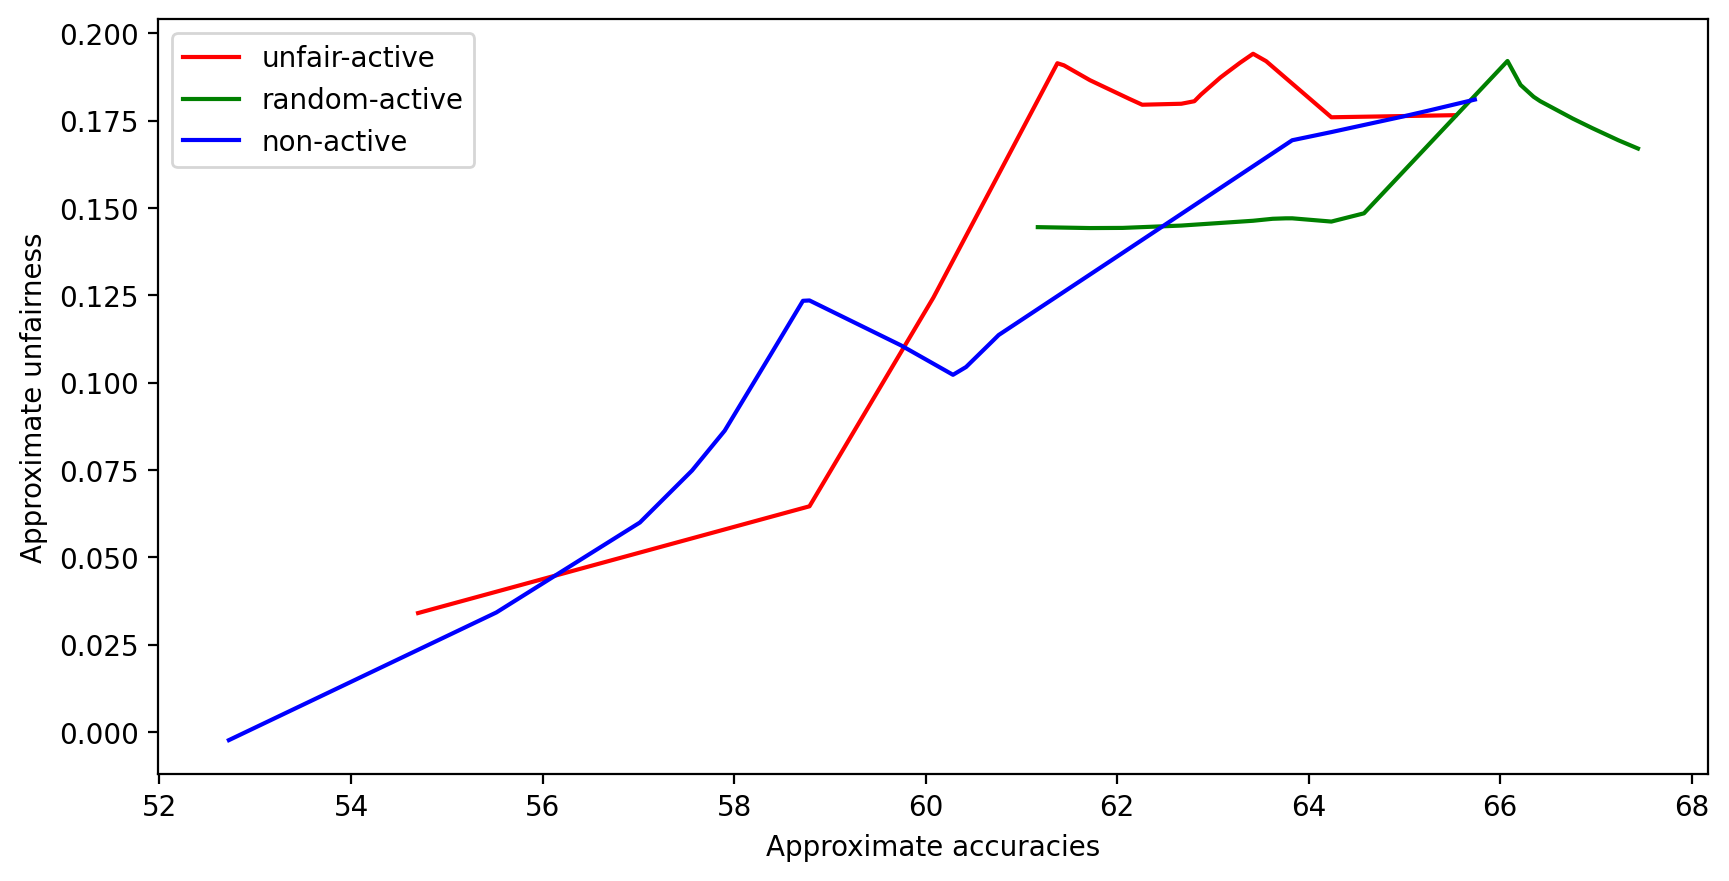 unfair-active
random-active
non-active
Approximate unfairness
0.200
0.175
0.150
0.125
0.100
0.075
0.050
0.025
0.000
52 54 56 58 60 62 64 66 68
Approximate accuracies